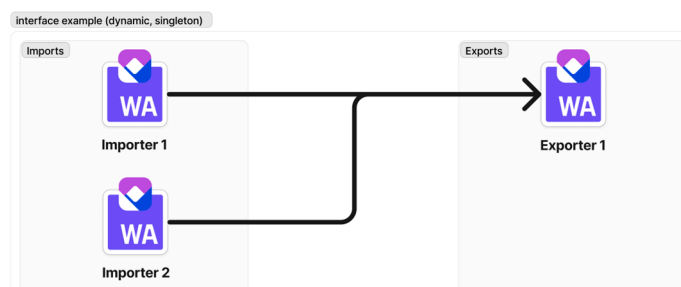 interface example (dynamic, singleton)
Imports
Exports
WA
WA
Importer 1
Exporter 1
WA
Importer 2